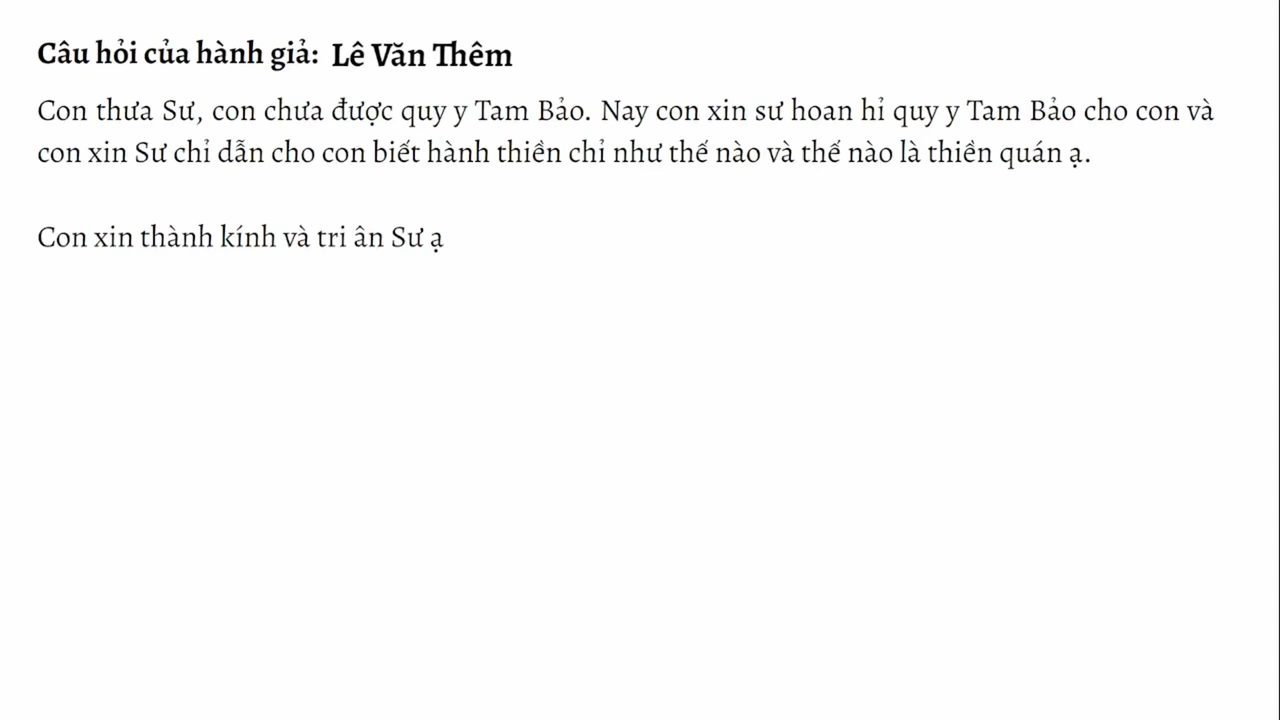 Câu hỏi của hành giả: Lê Văn Thêm
Con thưa Sư, con chưa được quy y Tam Bảo. Nay con xin sư hoan hỉ quy y Tam Bảo cho con và
con xin Sư chỉ dẫn cho con biết hành thiền chỉ như thế nào và thế nào là thiền quán ạ.
Con xin thành kính và tri ân Sư ạ